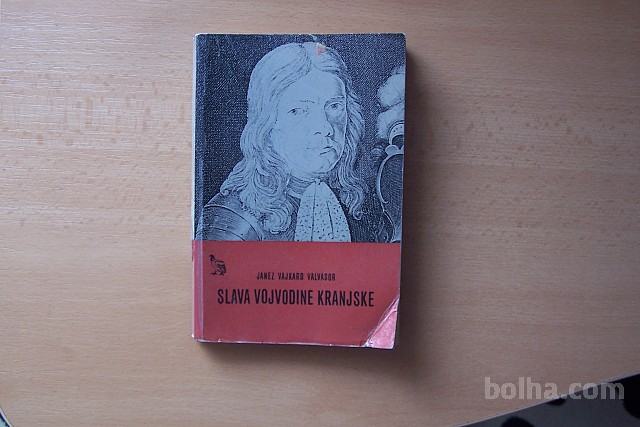 JANEZ VAJKARD VALVASOR
SLAVA VOJVODINE KRANJSKE
bolha.com